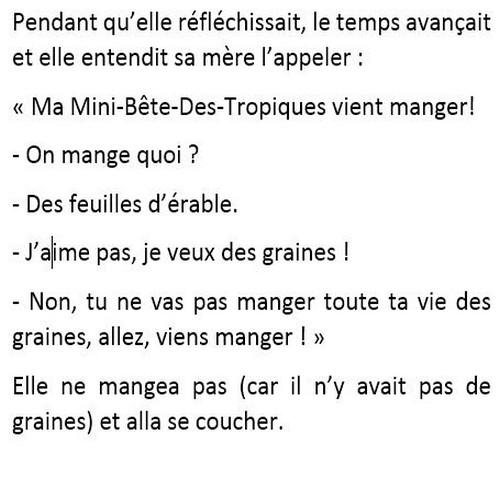 Pendant qu’elle réfléchissait, le temps avançait
et elle entendit sa mère l’appeler :
« Ma Mini-Bête-Des-Tropiques vient manger!
- On mange quoi ?
- Des feuilles d’érable.
- J’aime pas, je veux des graines !
- Non, tu ne vas pas manger toute ta vie des
graines, allez, viens manger ! »
Elle ne mangea pas (car il n’y avait pas de
graines) et alla se coucher.